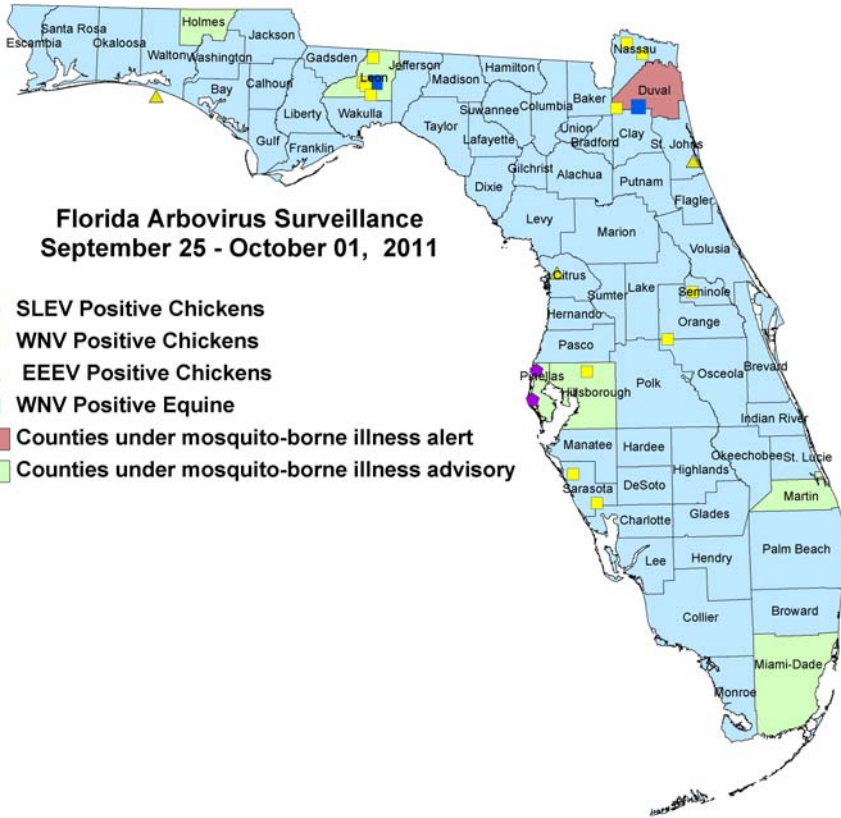 Holmes
Santa Rosa
Jackson
Escambia
Okaloosa
Walton
Washington
Gadsden
Jefferson
Hamilton
Nassau
Bay
Calhoun
Leon
Madison
Duval
Liberty
Wakulla
Suwannee
Columbia
Baker
Gulf
Franklin
Taylor
Lafayette
Union
Bradford
Clay
St. Johns
Gilchrist
Alachua
Putnam
Dixie
Flagler
Levy
Marion
Volusia
Florida Arbovirus Surveillance
September 25 - October 01, 2011
Citrus
Sumter
Lake
Seminole
Hernando
Orange
SLEV Positive Chickens
WNV Positive Chickens
EEEV Positive Chickens
WNV Positive Equine
Counties under mosquito-borne illness alert
Counties under mosquito-borne illness advisory
Pasco
Pinellas
Hillsborough
Polk
Osceola
Brevard
Indian River
Manatee
Hardee
Okeechobee
St. Lucie
Highlands
Sarasota
DeSoto
Martin
Charlotte
Glades
Lee
Hendry
Palm Beach
Collier
Broward
Miami-Dade
Monroe